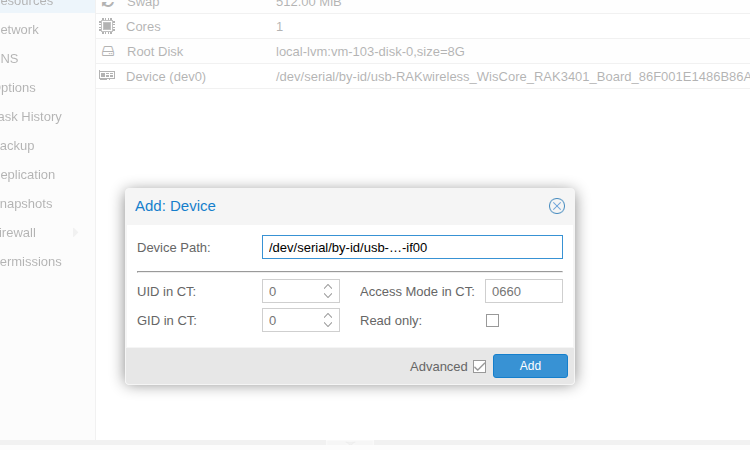 Swap 512.00 MiB
Cores 1
Root Disk local-lvm:vm-103-disk-0,size=8G
Device (dev0) /dev/serial/by-id/usb-RAKwireless_WisCore_RAK3401_Board_86F001E1486B86A
esources
etwork
NS
ptions
ask History
ackup
eplication
napshots
irewall
ermissions
Add: Device
Device Path: /dev/serial/by-id/usb-…-if00
UID in CT: 0 Access Mode in CT: 0660
GID in CT: 0 Read only:
Advanced Add